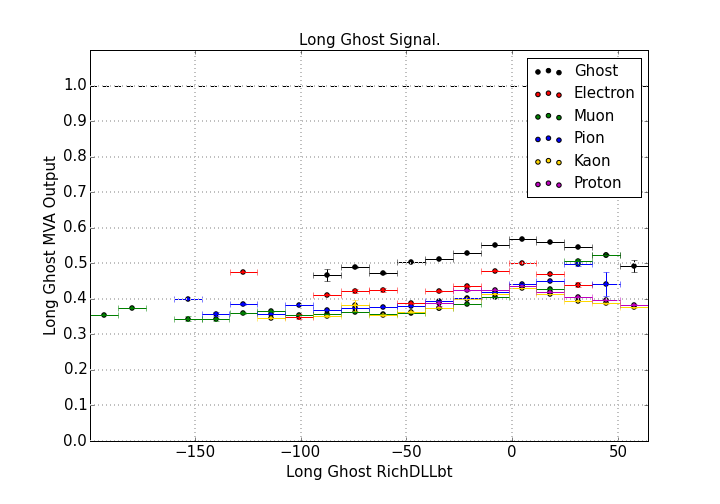 Long Ghost Signal.
1.0
0.9
0.8
0.7
0.6
0.5
0.4
0.3
0.2
0.1
0.0
Long Ghost MVA Output
Ghost
Electron
Muon
Pion
Kaon
Proton
−150 −100 −50 0 50
Long Ghost RichDLLbt